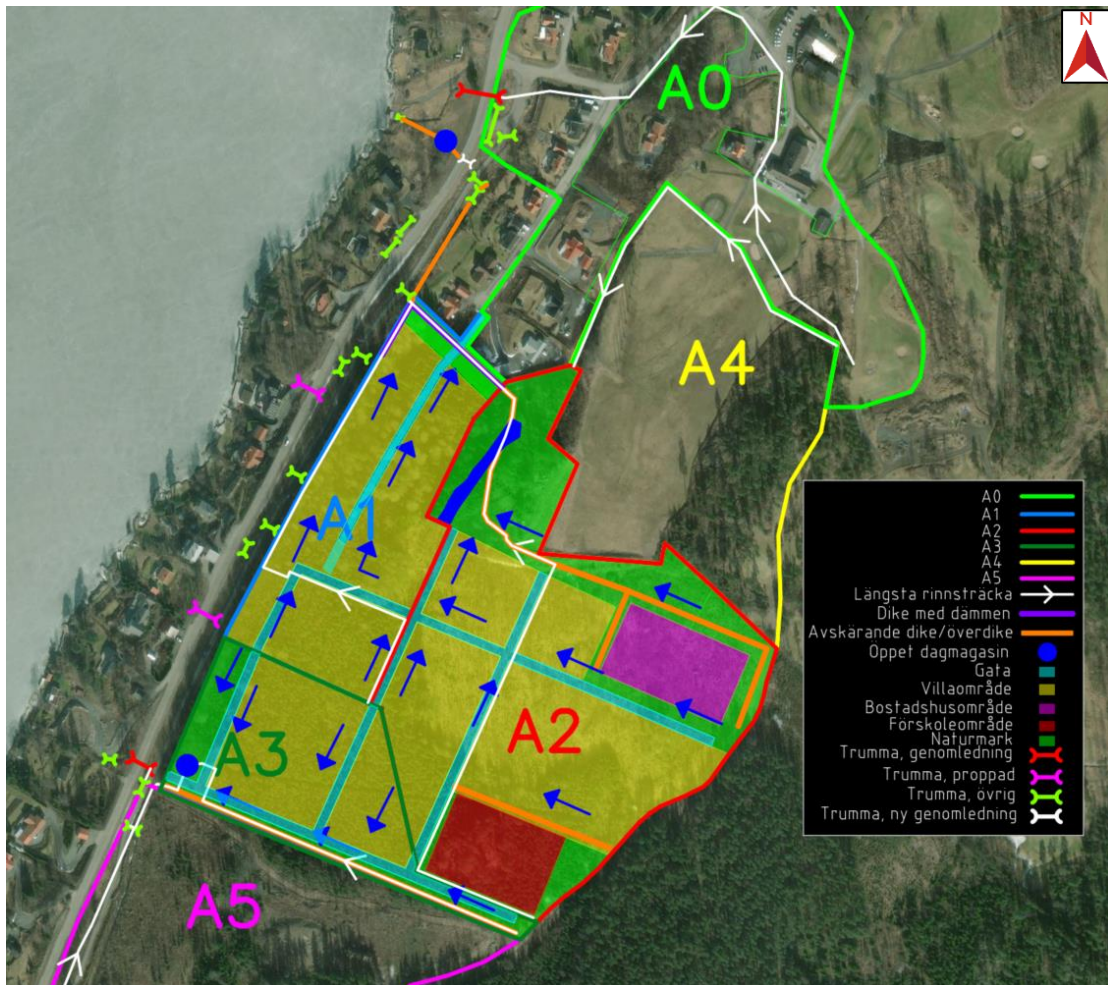 N
A0
A4
A1
A2
A3
A5
A0
A1
A2
A3
A4
A5
Längsta rinnsträcka
Dike med dämmen
Avskärande dike/överdike
Öppet dagmagasin
Gata
Villaområde
Bostadshusområde
Förskoleområde
Naturmark
Trumma, genomledning
Trumma, proppad
Trumma, övrig
Trumma, ny genomledning